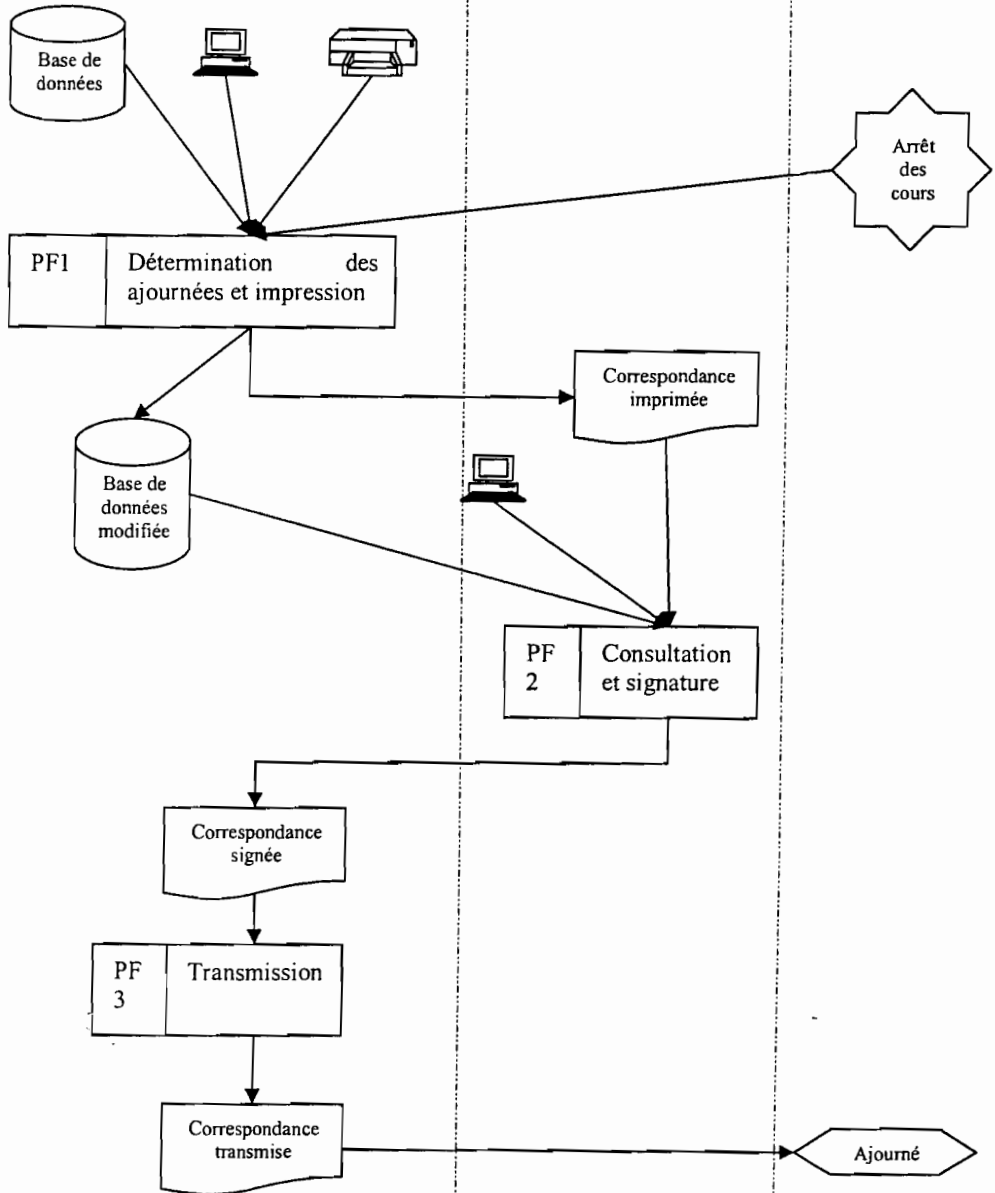 Base de
données
Arrêt
des
cours
PF1
Détermination des
ajournées et impression
Correspondance
imprimée
Base de
données
modifiée
PF
2
Consultation
et signature
Correspondance
signée
PF
3
Transmission
Correspondance
transmise
Ajourné